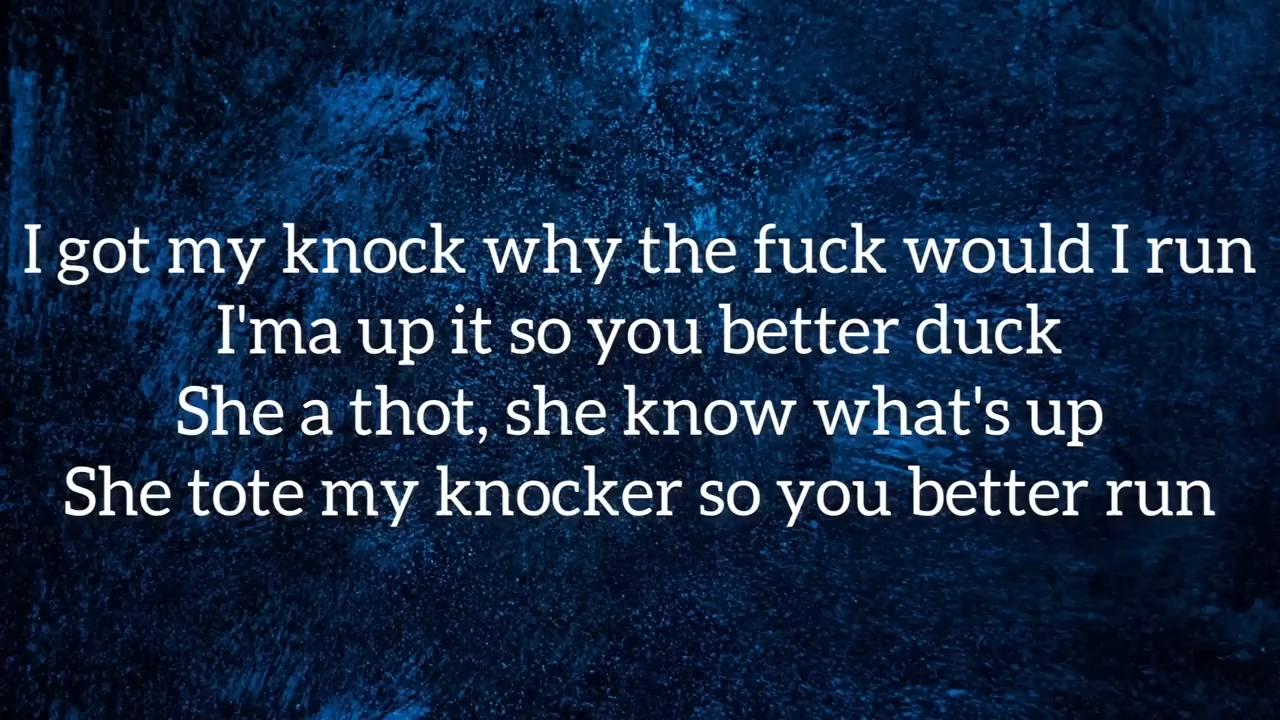 I got my knock why the fuck would I run
I'ma up it so you better duck
She a thot, she know what's up
She tote my knocker so you better run